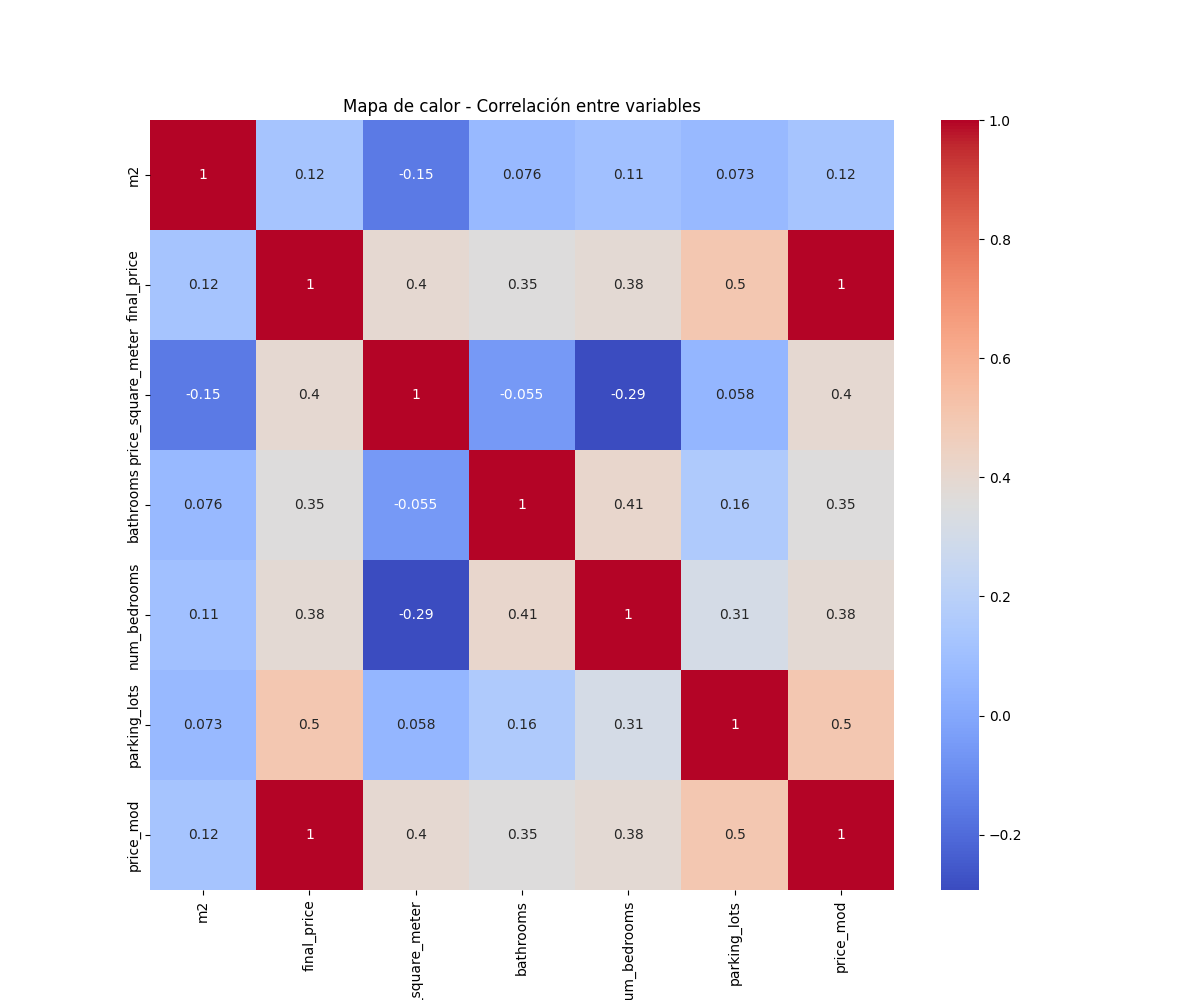 Mapa de calor - Correlación entre variables
m2 1 0.12 -0.15 0.076 0.11 0.073 0.12
final_price 0.12 1 0.4 0.35 0.38 0.5 1
price_square_meter -0.15 0.4 1 -0.055 -0.29 0.058 0.4
bathrooms 0.076 0.35 -0.055 1 0.41 0.16 0.35
num_bedrooms 0.11 0.38 -0.29 0.41 1 0.31 0.38
parking_lots 0.073 0.5 0.058 0.16 0.31 1 0.5
price_mod 0.12 1 0.4 0.35 0.38 0.5 1
m2 final_price _square_meter bathrooms um_bedrooms parking_lots price_mod
1.0
0.8
0.6
0.4
0.2
0.0
−0.2